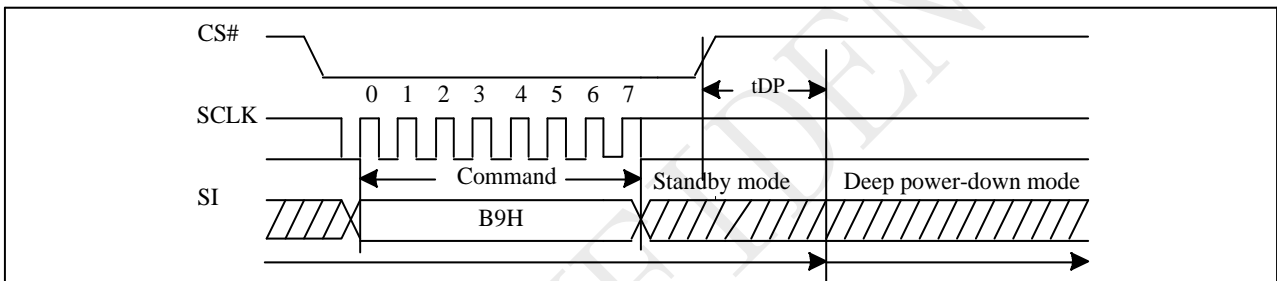 CS#
tDP
0 1 2 3 4 5 6 7
SCLK
Command
Standby mode
Deep power-down mode
SI
B9H